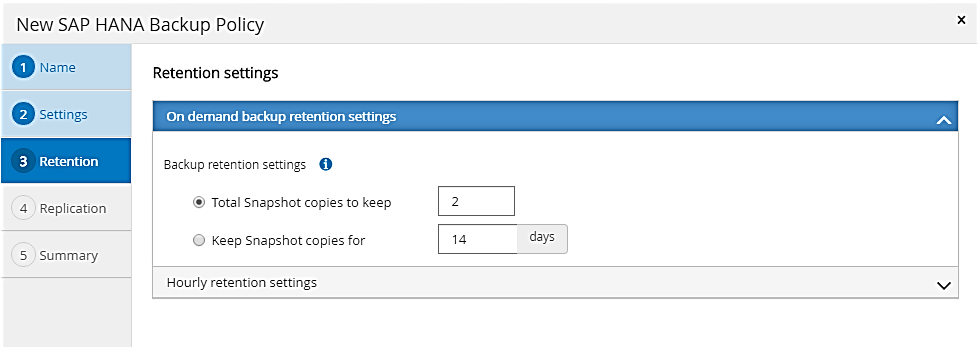 New SAP HANA Backup Policy x
1 Name
2 Settings
3 Retention
4 Replication
5 Summary
Retention settings
On demand backup retention settings
Backup retention settings i
Total Snapshot copies to keep 2
Keep Snapshot copies for 14 days
Hourly retention settings